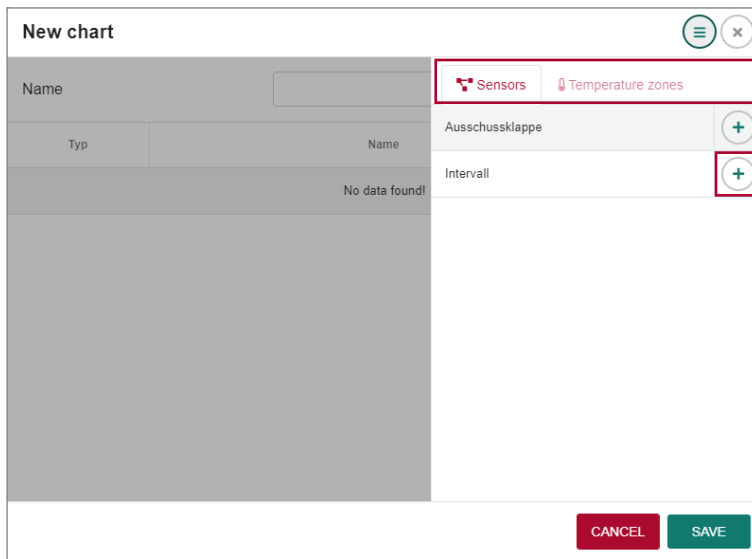 New chart
Name
Sensors
Temperature zones
Typ
Name
No data found!
Ausschussklappe
Intervall
CANCEL
SAVE